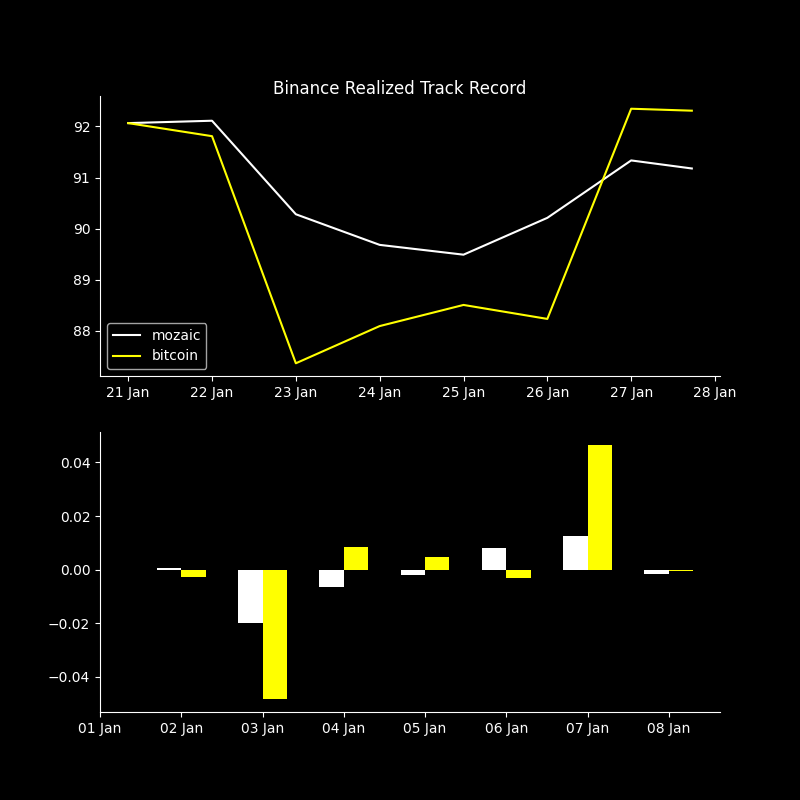 Binance Realized Track Record
92
91
90
89
88
mozaic
bitcoin
21 Jan 22 Jan 23 Jan 24 Jan 25 Jan 26 Jan 27 Jan 28 Jan
0.04
0.02
0.00
−0.02
−0.04
01 Jan 02 Jan 03 Jan 04 Jan 05 Jan 06 Jan 07 Jan 08 Jan